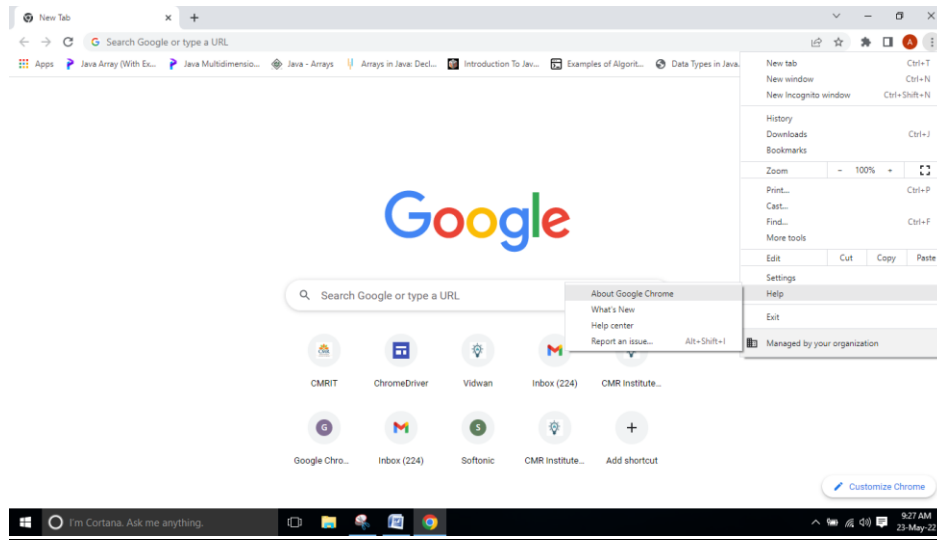 New Tab
Search Google or type a URL
Apps Java Array (With Ex... Java Multidimensio... Java - Arrays Arrays in Java: Decl... Introduction To Jav... Examples of Algorit... Data Types in Java.
New tab Ctrl+T
New window Ctrl+N
New Incognito window Ctrl+Shift+N
History
Downloads Ctrl+J
Bookmarks
Zoom - 100% +
Print... Ctrl+P
Cast...
Find... Ctrl+F
More tools
Edit Cut Copy Paste
Settings
Help
Exit
Managed by your organization
About Google Chrome
What's New
Help center
Report an issue... Alt+Shift+I
Google
Search Google or type a URL
CMRIT ChromeDriver Vidwan Inbox (224) CMR Institute...
Google Chro... Inbox (224) Softonic CMR Institute... Add shortcut
Customize Chrome
I'm Cortana. Ask me anything.
9:27 AM
23-May-22